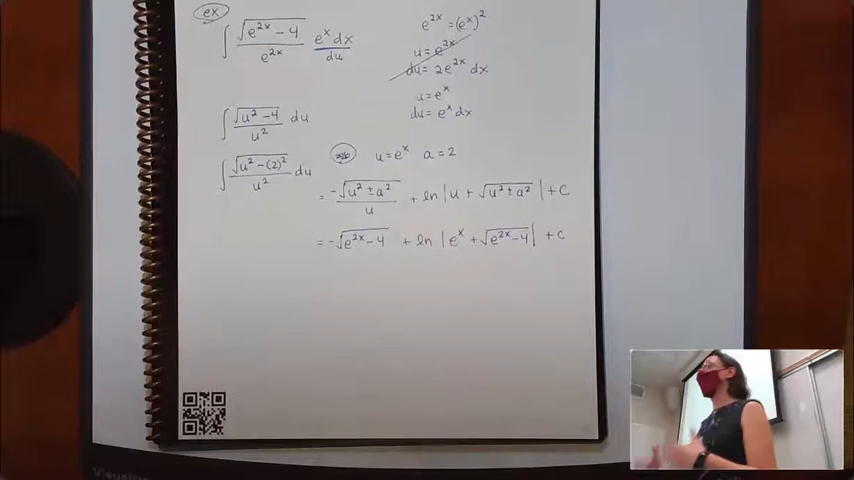 ex
∫ √(e^{2x} - 4) / e^{2x} e^x dx
du
e^{2x} = (e^x)^2
u = e^{2x}
du = 2e^{2x} dx
u = e^x
du = e^x dx
∫ √(u^2 - 4) / u^2 du
∫ √(u^2 - (2)^2) / u^2 du
u = e^x a = 2
= -√(u^2 ± a^2) / u + ln |u + √(u^2 ± a^2)| + C
= -√(e^{2x} - 4) + ln |e^x + √(e^{2x} - 4)| + C